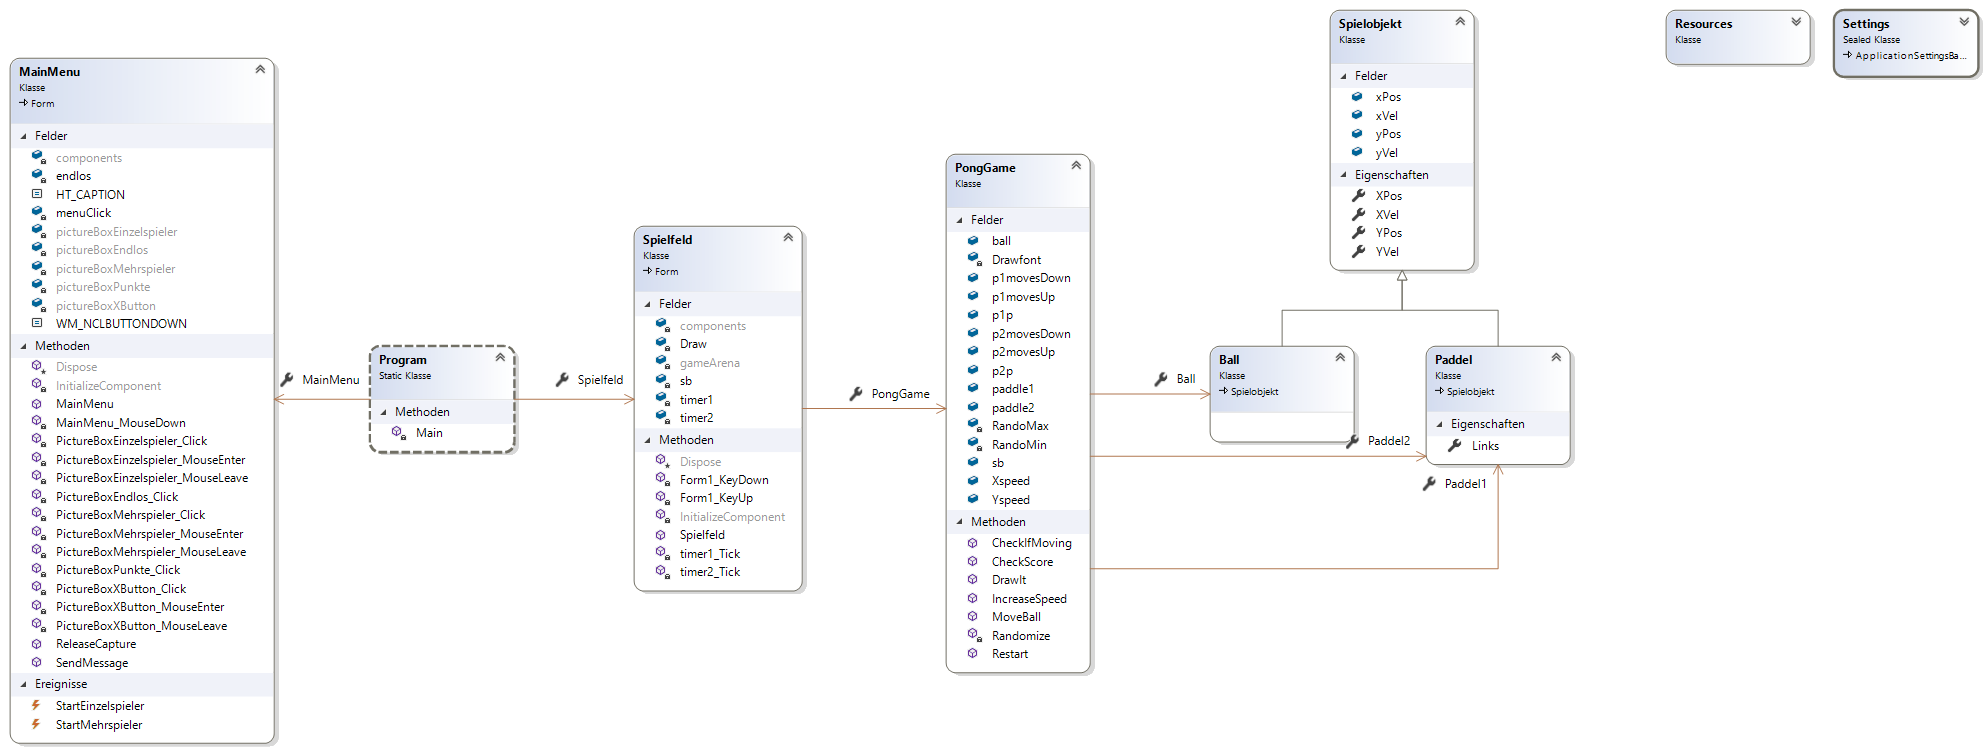 MainMenu
Klasse
Form
Felder
components
endlos
HT_CAPTION
menuClick
pictureBoxEinzelspieler
pictureBoxEndlos
pictureBoxMehrspieler
pictureBoxPunkte
pictureBoxXButton
WM_NCLBUTTONDOWN
Methoden
Dispose
InitializeComponent
MainMenu
MainMenu_MouseDown
PictureBoxEinzelspieler_Click
PictureBoxEinzelspieler_MouseEnter
PictureBoxEinzelspieler_MouseLeave
PictureBoxEndlos_Click
PictureBoxMehrspieler_Click
PictureBoxMehrspieler_MouseEnter
PictureBoxMehrspieler_MouseLeave
PictureBoxPunkte_Click
PictureBoxXButton_Click
PictureBoxXButton_MouseEnter
PictureBoxXButton_MouseLeave
ReleaseCapture
SendMessage
Ereignisse
StartEinzelspieler
StartMehrspieler
MainMenu
Program
Static Klasse
Methoden
Main
Spielfeld
Spielfeld
Klasse
Form
Felder
components
Draw
gameArena
sb
timer1
timer2
Methoden
Dispose
Form1_KeyDown
Form1_KeyUp
InitializeComponent
Spielfeld
timer1_Tick
timer2_Tick
PongGame
PongGame
Klasse
Felder
ball
Drawfont
p1movesDown
p1movesUp
p1p
p2movesDown
p2movesUp
p2p
paddle1
paddle2
RandoMax
RandoMin
sb
Xspeed
Yspeed
Methoden
CheckIfMoving
CheckScore
DrawIt
IncreaseSpeed
MoveBall
Randomize
Restart
Ball
Paddel2
Paddel1
Ball
Klasse
Spielobjekt
Spielobjekt
Klasse
Felder
xPos
xVel
yPos
yVel
Eigenschaften
XPos
XVel
YPos
YVel
Paddel
Klasse
Spielobjekt
Eigenschaften
Links
Resources
Klasse
Settings
Sealed Klasse
ApplicationSettingsBa...